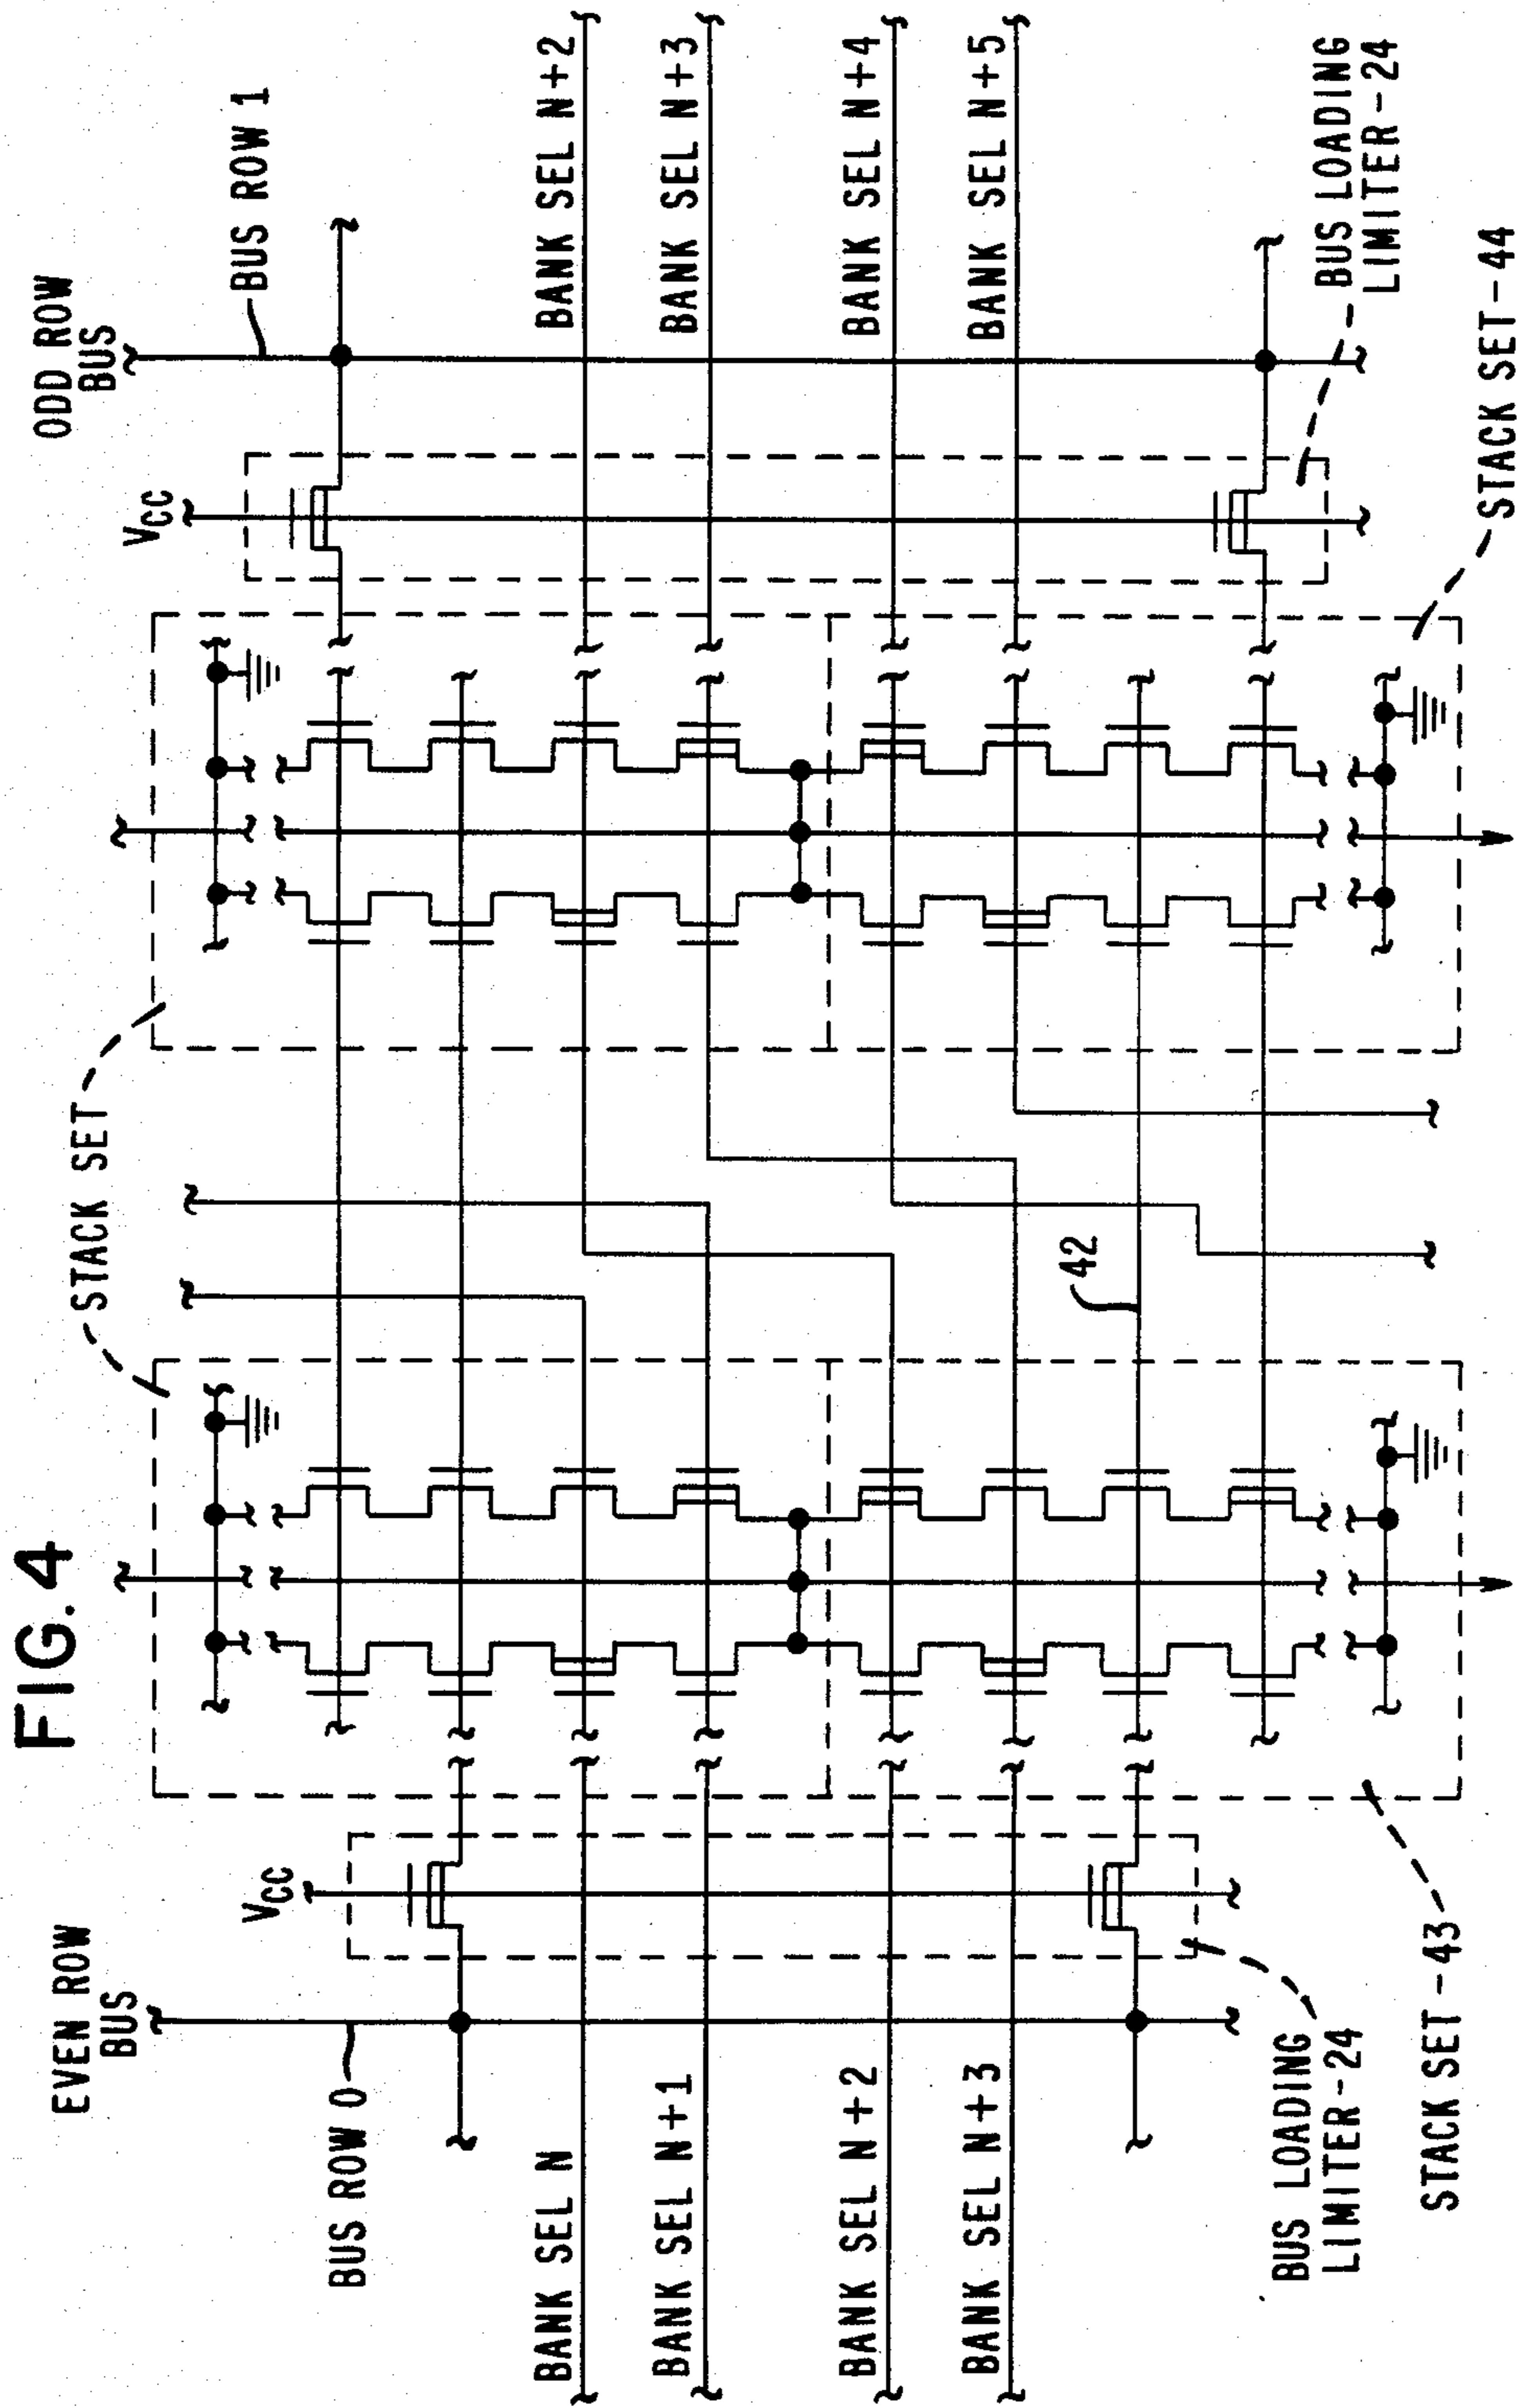 FIG. 4
ODD ROW
BUS
BUS ROW 1
VCC
BANK SEL N+2
BANK SEL N+3
BANK SEL N+4
BANK SEL N+5
BUS LOADING
LIMITER-24
STACK SET-44
STACK SET
42
EVEN ROW
BUS
BUS ROW 0
VCC
BANK SEL N
BANK SEL N+1
BANK SEL N+2
BANK SEL N+3
BUS LOADING
LIMITER-24
STACK SET-43